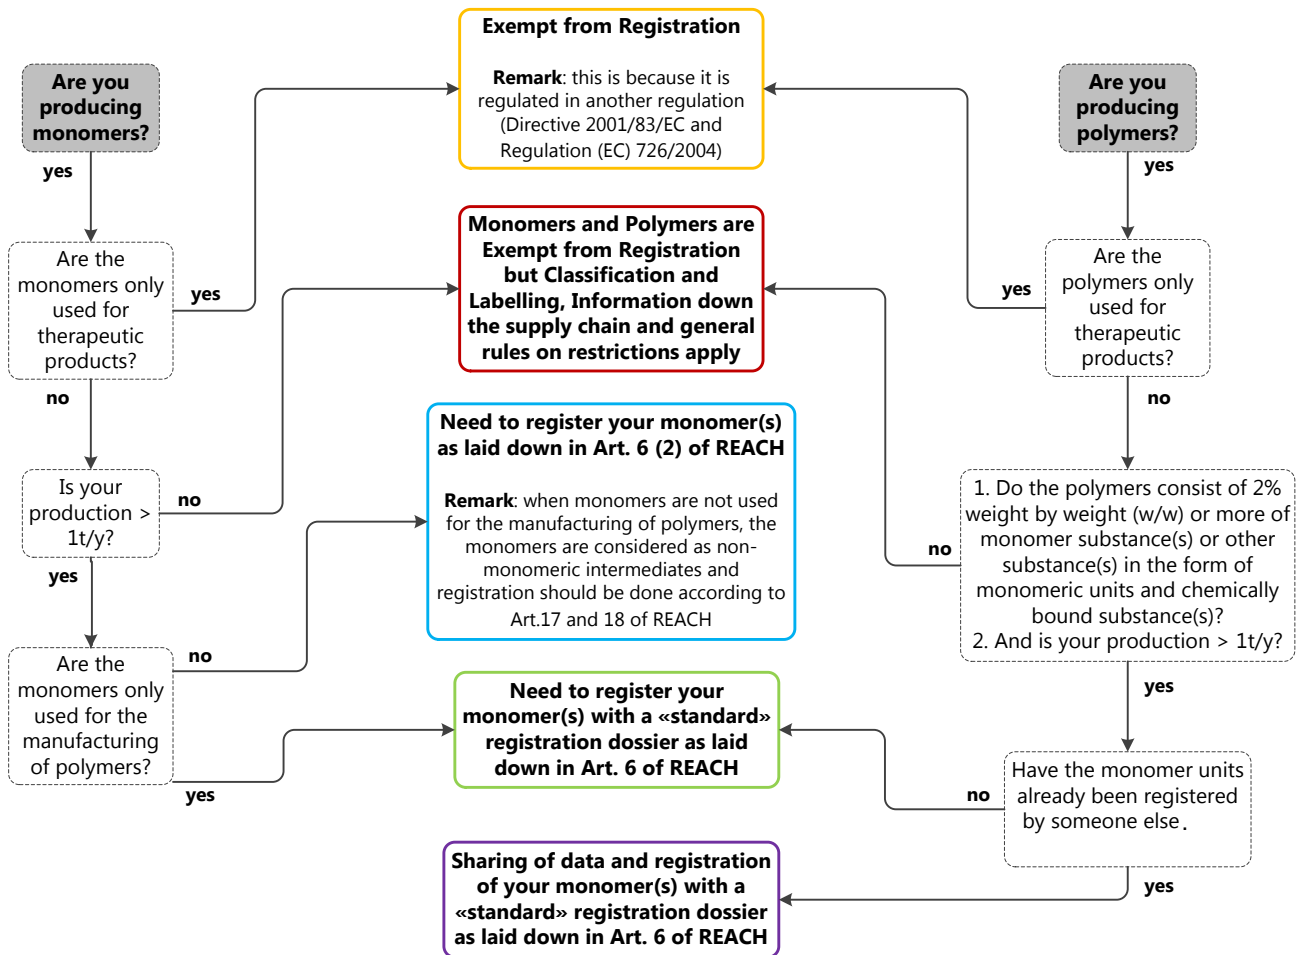 Are you
producing
monomers?
yes
Are the
monomers only
used for
therapeutic
products?
yes
no
Is your
production >
1t/y?
no
yes
Are the
monomers only
used for the
manufacturing
of polymers?
no
yes
Exempt from Registration
Remark: this is because it is
regulated in another regulation
(Directive 2001/83/EC and
Regulation (EC) 726/2004)
Monomers and Polymers are
Exempt from Registration
but Classification and
Labelling, Information down
the supply chain and general
rules on restrictions apply
Need to register your monomer(s)
as laid down in Art. 6 (2) of REACH
Remark: when monomers are not used
for the manufacturing of polymers, the
monomers are considered as non-
monomeric intermediates and
registration should be done according to
Art.17 and 18 of REACH
Need to register your
monomer(s) with a «standard»
registration dossier as laid
down in Art. 6 of REACH
Sharing of data and registration
of your monomer(s) with a
«standard» registration dossier
as laid down in Art. 6 of REACH
Are you
producing
polymers?
yes
Are the
polymers only
used for
therapeutic
products?
yes
no
1. Do the polymers consist of 2%
weight by weight (w/w) or more of
monomer substance(s) or other
substance(s) in the form of
monomeric units and chemically
bound substance(s)?
2. And is your production > 1t/y?
no
yes
Have the monomer units
already been registered
by someone else.
no
yes